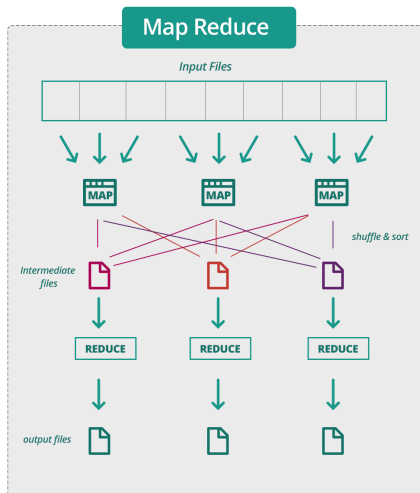 Map Reduce
Input Files
MAP MAP MAP
shuffle & sort
Intermediate
files
REDUCE REDUCE REDUCE
output files